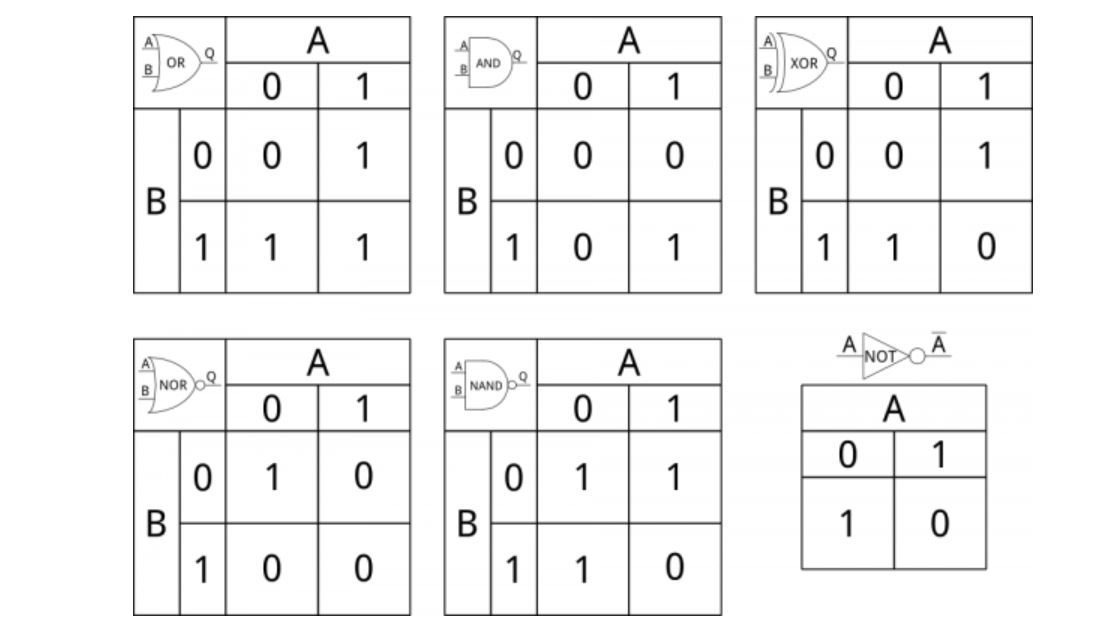 A B OR Q A
0 1
B 0 0 1
1 1 1
A B AND Q A
0 1
B 0 0 0
1 0 1
A B XOR Q A
0 1
B 0 0 1
1 1 0
A B NOR Q A
0 1
B 0 1 0
1 0 0
A B NAND Q A
0 1
B 0 1 1
1 1 0
A NOT A̅
A
0 1
1 0